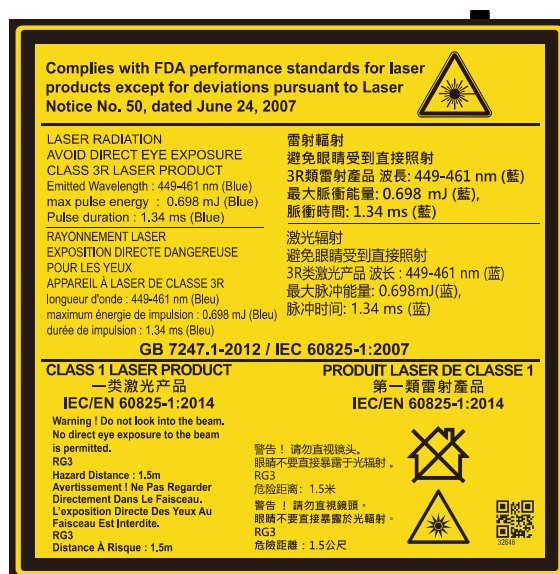 Complies with FDA performance standards for laser
products except for deviations pursuant to Laser
Notice No. 50, dated June 24, 2007
LASER RADIATION
AVOID DIRECT EYE EXPOSURE
CLASS 3R LASER PRODUCT
Emitted Wavelength : 449-461 nm (Blue)
max pulse energy : 0.698 mJ (Blue)
Pulse duration : 1.34 ms (Blue)
雷射輻射
避免眼睛受到直接照射
3R類雷射產品 波長: 449-461 nm (藍)
最大脈衝能量: 0.698 mJ (藍),
脈衝時間: 1.34 ms (藍)
RAYONNEMENT LASER
EXPOSITION DIRECTE DANGEREUSE
POUR LES YEUX
APPAREIL À LASER DE CLASSE 3R
longueur d'onde : 449-461 nm (Bleu)
maximum énergie de impulsion : 0.698 mJ (Bleu)
durée de impulsion : 1.34 ms (Bleu)
激光辐射
避免眼睛受到直接照射
3R类激光产品 波长 : 449-461 nm (蓝)
最大脉冲能量: 0.698mJ(蓝),
脉冲时间: 1.34 ms (蓝)
GB 7247.1-2012 / IEC 60825-1:2007
CLASS 1 LASER PRODUCT
一类激光产品
IEC/EN 60825-1:2014
PRODUIT LASER DE CLASSE 1
第一類雷射產品
IEC/EN 60825-1:2014
Warning ! Do not look into the beam.
No direct eye exposure to the beam
is permitted.
RG3
Hazard Distance : 1.5m
Avertissement ! Ne Pas Regarder
Directement Dans Le Faisceau.
L'exposition Directe Des Yeux Au
Faisceau Est Interdite.
RG3
Distance À Risque : 1.5m
警告！ 请勿直视镜头。
眼睛不要直接暴露于光辐射 。
RG3
危险距离: 1.5米
警告！ 請勿直視鏡頭，
眼睛不要直接暴露於光輻射。
RG3
危險距離 : 1.5公尺
32846